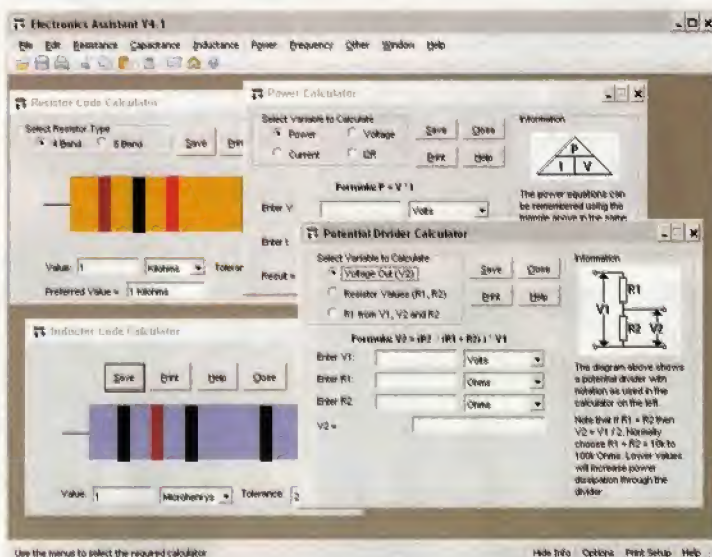 Electronics Assistant V4.1
File Edit Resistance Capacitance Inductance Power Frequency Other Window Help
Resistor Code Calculator
Select Resistor Type
4 Band
5 Band
Save
Value: 1
Kilohms
Preferred Value = 1 Kilohms
Power Calculator
Select Variable to Calculate
Power
Voltage
Current
Save
Close
Print
Help
Formula: P = V * I
Enter V
Volts
Enter I:
Result =
Information
P
I V
The power equations can
be remembered using the
triangle above in the same
Potential Divider Calculator
Select Variable to Calculate
Voltage Out (V2)
Resistor Values (R1, R2)
R1 from V1, V2 and R2
Save
Close
Print
Help
Formula: V2 = (R2 / (R1 + R2)) * V1
Enter V1:
Volts
Enter R1:
Ohms
Enter R2
Ohms
V2 =
Information
R1
V1
R2 V2
The diagram above shows
a potential divider with
notation as used in the
calculator on the left.
Note that if R1 = R2 then
V2 = V1 / 2. Normally
choose R1 + R2 = 10k to
100k Ohms. Lower values
will increase power
dissipation through the
divider.
Inductor Code Calculator
Save
Print
Help
Close
Value: 1
Microhenrys
Tolerance: 2
Use the menus to select the required calculator
Hide Info Options Print Setup Help